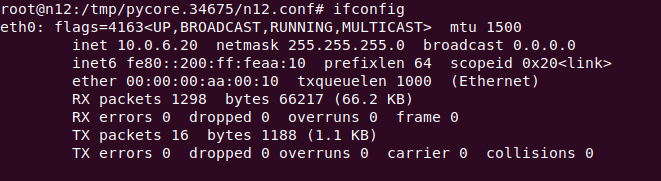 root@n12:/tmp/pycore.34675/n12.conf# ifconfig
eth0: flags=4163<UP,BROADCAST,RUNNING,MULTICAST>  mtu 1500
        inet 10.0.6.20  netmask 255.255.255.0  broadcast 0.0.0.0
        inet6 fe80::200:ff:feaa:10  prefixlen 64  scopeid 0x20<link>
        ether 00:00:00:aa:00:10  txqueuelen 1000  (Ethernet)
        RX packets 1298  bytes 66217 (66.2 KB)
        RX errors 0  dropped 0  overruns 0  frame 0
        TX packets 16  bytes 1188 (1.1 KB)
        TX errors 0  dropped 0 overruns 0  carrier 0  collisions 0